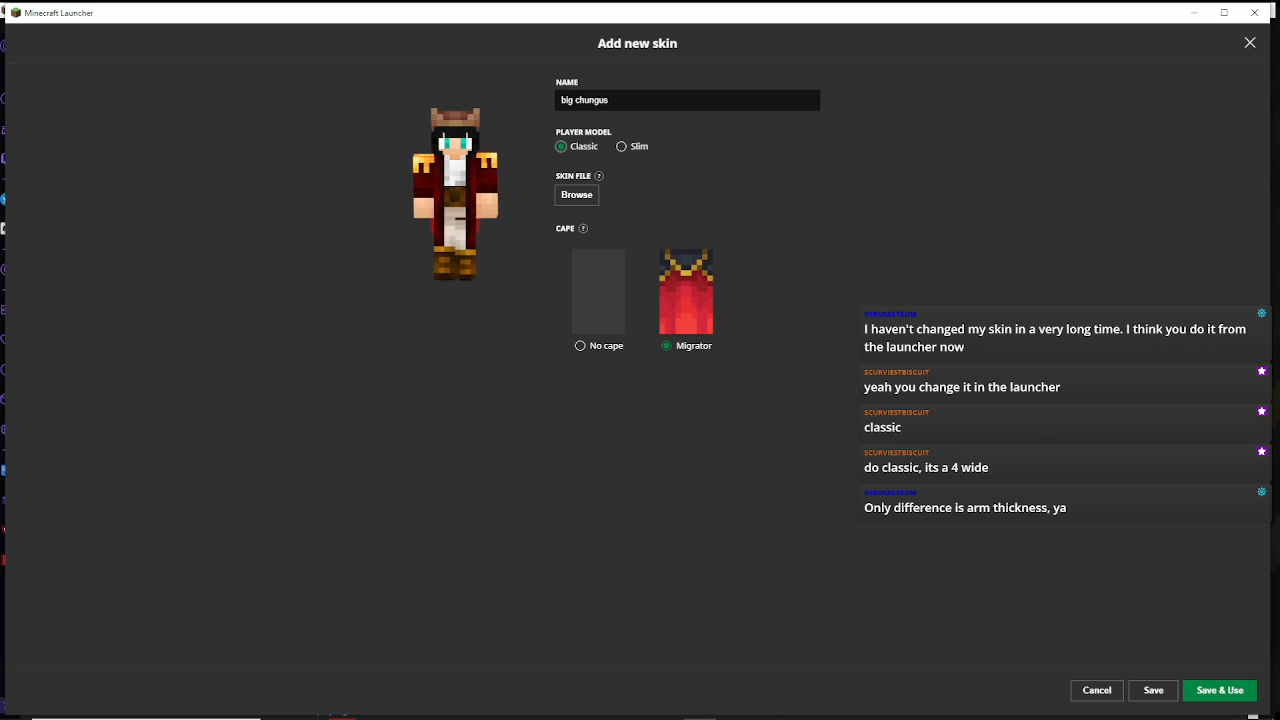 Minecraft Launcher
Add new skin
NAME
big chungus
PLAYER MODEL
Classic
Slim
SKIN FILE ?
Browse
CAPE ?
No cape
Migrator
VERUSASTRUM
I haven't changed my skin in a very long time. I think you do it from
the launcher now
SCURVIESTBISCUIT
yeah you change it in the launcher
SCURVIESTBISCUIT
classic
SCURVIESTBISCUIT
do classic, its a 4 wide
VERUSASTRUM
Only difference is arm thickness, ya
Cancel
Save
Save & Use